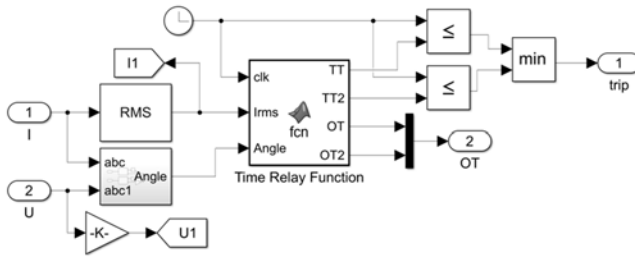 I1
1
I
RMS
abc
abc1
Angle
2
U
-K-
U1
clk
Irms
Angle
fcn
TT
TT2
OT
OT2
Time Relay Function
≤
≤
min
1
trip
2
OT